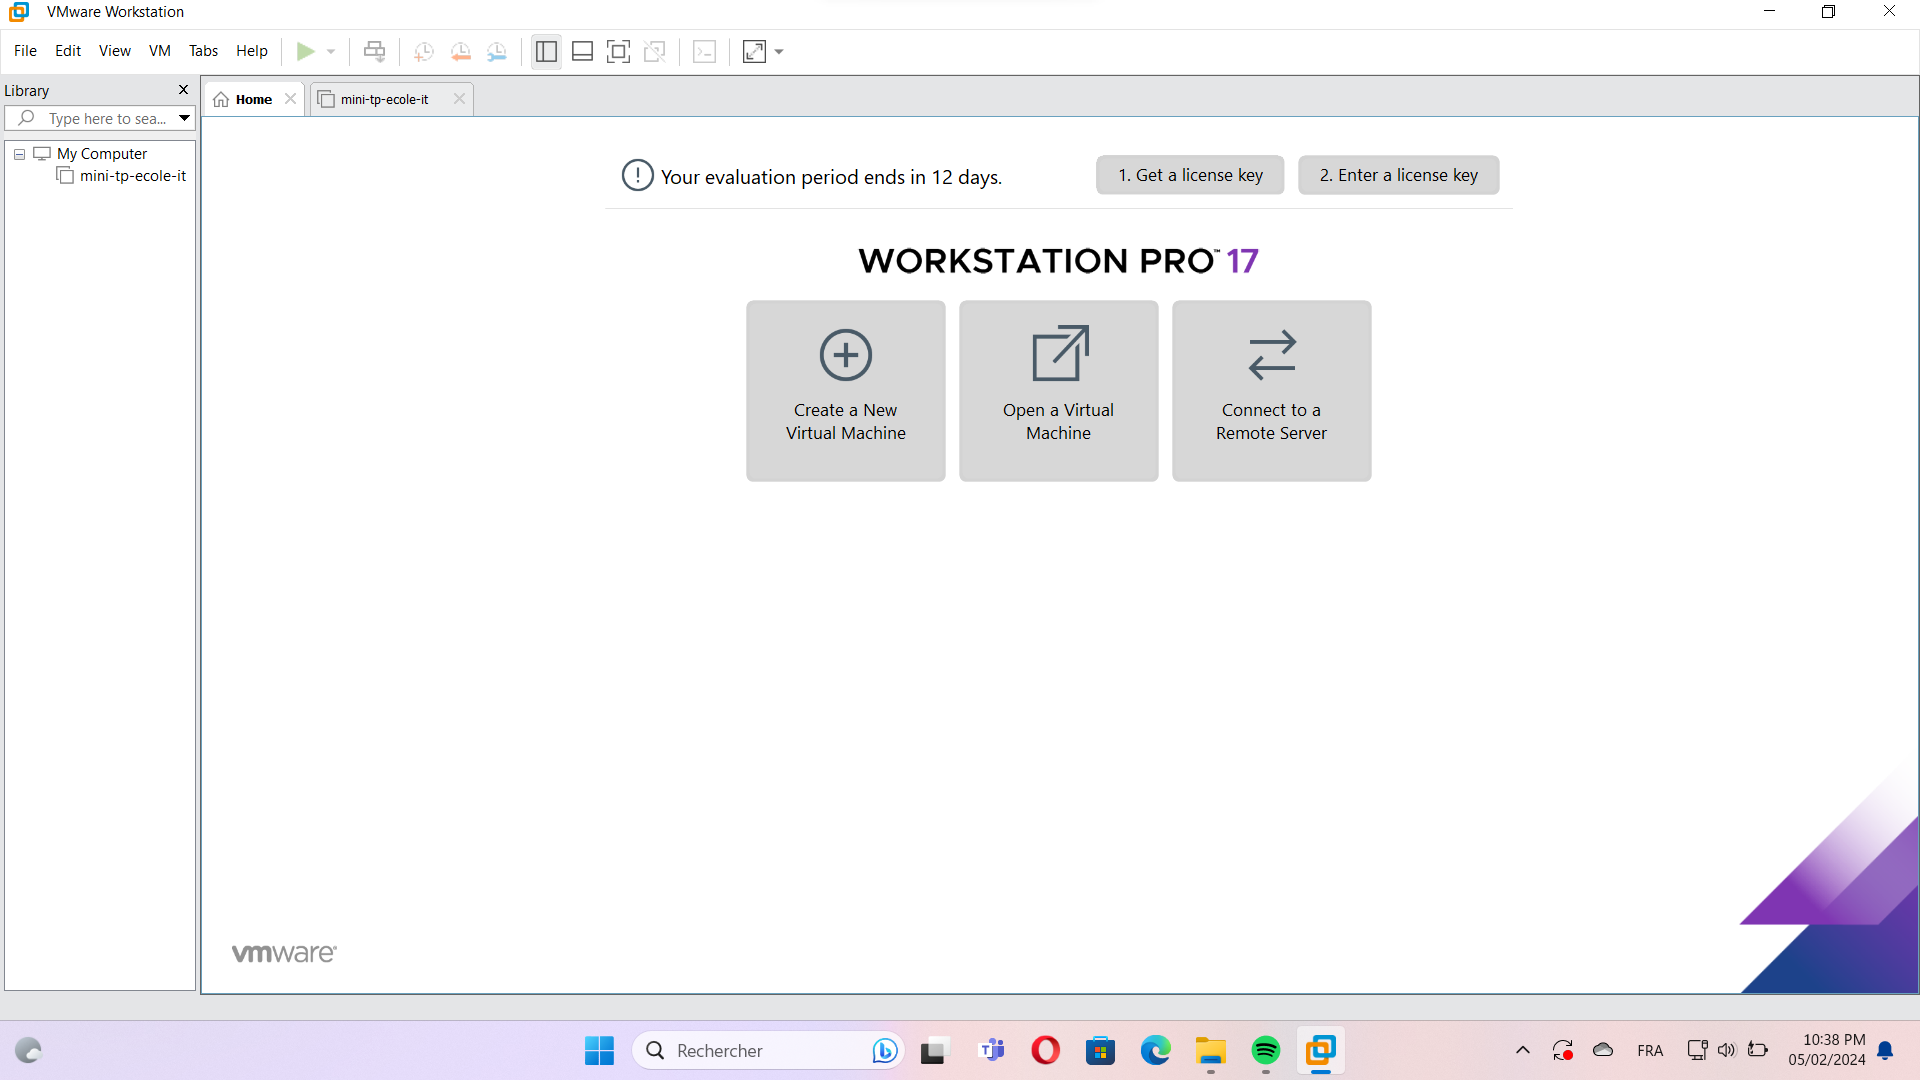 VMware Workstation
File Edit View VM Tabs Help
Library
Type here to sea...
My Computer
mini-tp-ecole-it
Home
mini-tp-ecole-it
Your evaluation period ends in 12 days.
1. Get a license key
2. Enter a license key
WORKSTATION PRO™ 17
Create a New
Virtual Machine
Open a Virtual
Machine
Connect to a
Remote Server
vmware®
Rechercher
FRA
10:38 PM
05/02/2024